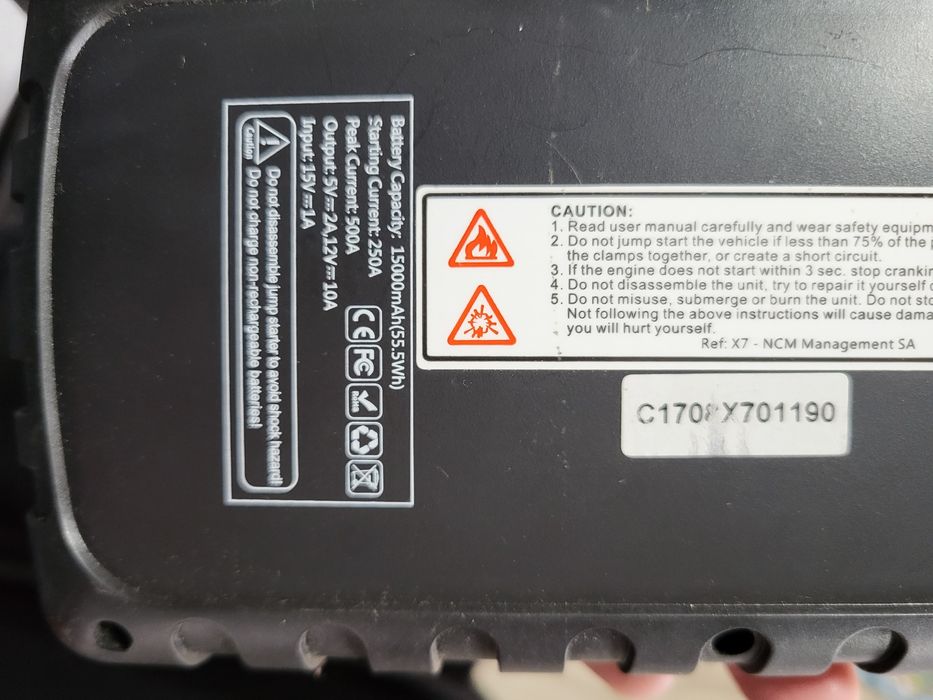 Battery Capacity: 15000mAh(55.5Wh)
Starting Current: 250A
Peak Current: 500A
Output: 5V⎓2A,12V⎓10A
Input: 15V⎓1A
CE FC RoHS
Caution
Do not disassemble jump starter to avoid shock hazard!
Do not charge non-rechargeable batteries!
CAUTION:
1. Read user manual carefully and wear safety
2. Do not jump start the vehicle if less than 75% of the
the clamps together, or create a short circuit.
3. If the engine does not start within 3 sec. stop
4. Do not disassemble the unit, try to repair it yourself
5. Do not misuse, submerge or burn the unit. Do not
Not following the above instructions will cause
you will hurt yourself.
Ref: X7 - NCM Management SA
C1708X701190